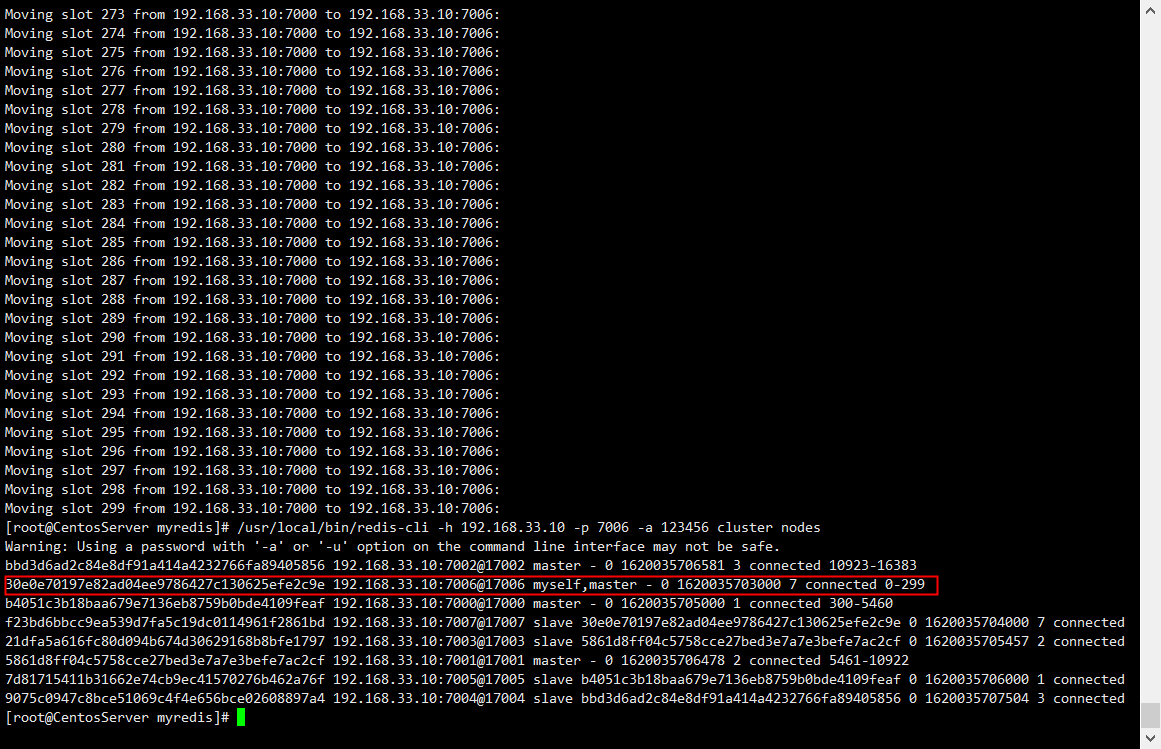 Moving slot 273 from 192.168.33.10:7000 to 192.168.33.10:7006:
Moving slot 274 from 192.168.33.10:7000 to 192.168.33.10:7006:
Moving slot 275 from 192.168.33.10:7000 to 192.168.33.10:7006:
Moving slot 276 from 192.168.33.10:7000 to 192.168.33.10:7006:
Moving slot 277 from 192.168.33.10:7000 to 192.168.33.10:7006:
Moving slot 278 from 192.168.33.10:7000 to 192.168.33.10:7006:
Moving slot 279 from 192.168.33.10:7000 to 192.168.33.10:7006:
Moving slot 280 from 192.168.33.10:7000 to 192.168.33.10:7006:
Moving slot 281 from 192.168.33.10:7000 to 192.168.33.10:7006:
Moving slot 282 from 192.168.33.10:7000 to 192.168.33.10:7006:
Moving slot 283 from 192.168.33.10:7000 to 192.168.33.10:7006:
Moving slot 284 from 192.168.33.10:7000 to 192.168.33.10:7006:
Moving slot 285 from 192.168.33.10:7000 to 192.168.33.10:7006:
Moving slot 286 from 192.168.33.10:7000 to 192.168.33.10:7006:
Moving slot 287 from 192.168.33.10:7000 to 192.168.33.10:7006:
Moving slot 288 from 192.168.33.10:7000 to 192.168.33.10:7006:
Moving slot 289 from 192.168.33.10:7000 to 192.168.33.10:7006:
Moving slot 290 from 192.168.33.10:7000 to 192.168.33.10:7006:
Moving slot 291 from 192.168.33.10:7000 to 192.168.33.10:7006:
Moving slot 292 from 192.168.33.10:7000 to 192.168.33.10:7006:
Moving slot 293 from 192.168.33.10:7000 to 192.168.33.10:7006:
Moving slot 294 from 192.168.33.10:7000 to 192.168.33.10:7006:
Moving slot 295 from 192.168.33.10:7000 to 192.168.33.10:7006:
Moving slot 296 from 192.168.33.10:7000 to 192.168.33.10:7006:
Moving slot 297 from 192.168.33.10:7000 to 192.168.33.10:7006:
Moving slot 298 from 192.168.33.10:7000 to 192.168.33.10:7006:
Moving slot 299 from 192.168.33.10:7000 to 192.168.33.10:7006:
[root@CentosServer myredis]# /usr/local/bin/redis-cli -h 192.168.33.10 -p 7006 -a 123456 cluster nodes
Warning: Using a password with '-a' or '-u' option on the command line interface may not be safe.
bbd3d6ad2c84e8df91a414a4232766fa89405856 192.168.33.10:7002@17002 master - 0 1620035706581 3 connected 10923-16383
30e0e70197e82ad04ee9786427c130625efe2c9e 192.168.33.10:7006@17006 myself,master - 0 1620035703000 7 connected 0-299
b4051c3b18baa679e7136eb8759b0bde4109feaf 192.168.33.10:7000@17000 master - 0 1620035705000 1 connected 300-5460
f23bd6bbcc9ea539d7fa5c19dc0114961f2861bd 192.168.33.10:7007@17007 slave 30e0e70197e82ad04ee9786427c130625efe2c9e 0 1620035704000 7 connected
21dfa5a616fc80d094b674d30629168b8bfe1797 192.168.33.10:7003@17003 slave 5861d8ff04c5758cce27bed3e7a7e3befe7ac2cf 0 1620035705457 2 connected
5861d8ff04c5758cce27bed3e7a7e3befe7ac2cf 192.168.33.10:7001@17001 master - 0 1620035706478 2 connected 5461-10922
7d81715411b31662e74cb9ec41570276b462a76f 192.168.33.10:7005@17005 slave b4051c3b18baa679e7136eb8759b0bde4109feaf 0 1620035706000 1 connected
9075c0947c8bce51069c4f4e656bce02608897a4 192.168.33.10:7004@17004 slave bbd3d6ad2c84e8df91a414a4232766fa89405856 0 1620035707504 3 connected
[root@CentosServer myredis]#